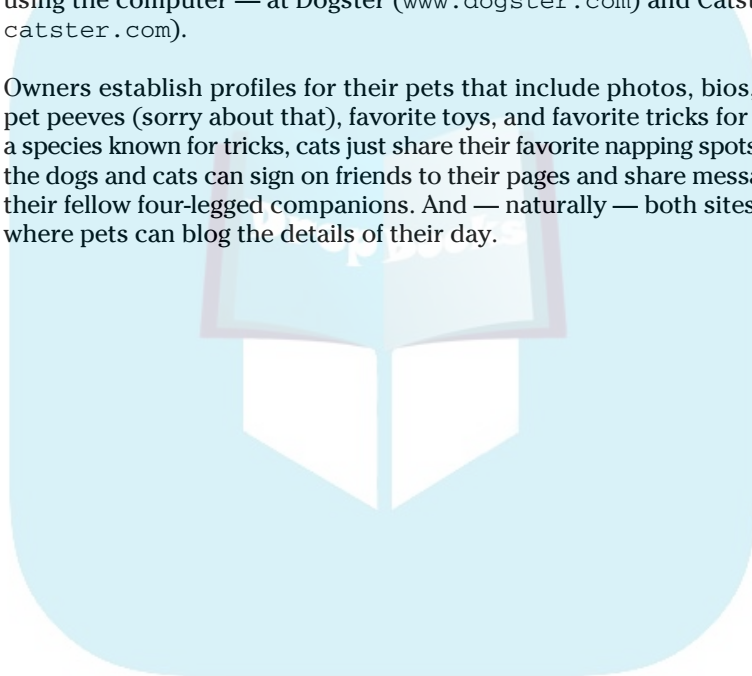 using the computer — at Dogster (www.dogster.com) and Catst
catster.com).
Owners establish profiles for their pets that include photos, bios,
pet peeves (sorry about that), favorite toys, and favorite tricks for
a species known for tricks, cats just share their favorite napping spots
the dogs and cats can sign on friends to their pages and share messa
their fellow four-legged companions. And — naturally — both sites
where pets can blog the details of their day.